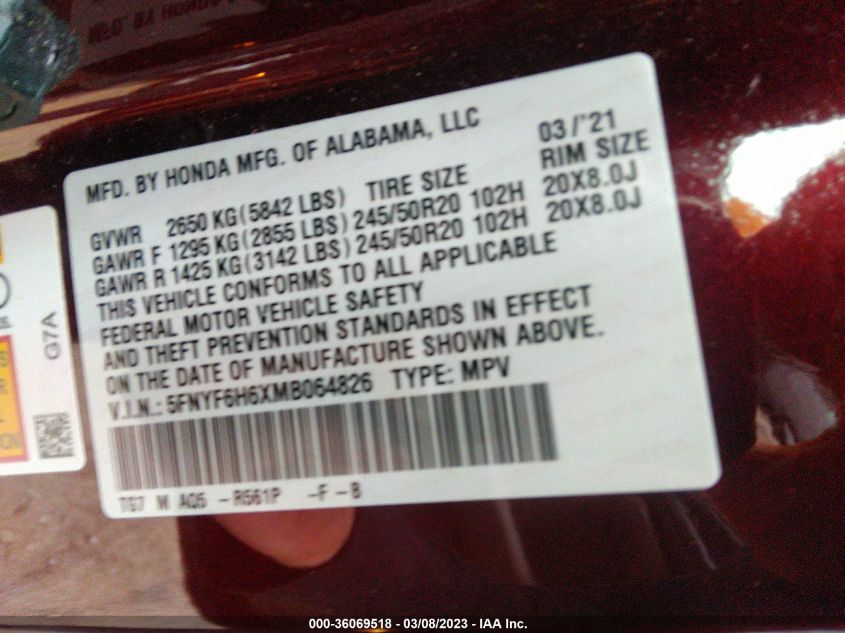 MFD. BY HONDA MFG. OF ALABAMA, LLC 03/'21
GVWR 2650 KG(5842 LBS) TIRE SIZE RIM SIZE
GAWR F 1295 KG(2855 LBS)245/50R20 102H 20X8.0J
GAWR R 1425 KG(3142 LBS)245/50R20 102H 20X8.0J
THIS VEHICLE CONFORMS TO ALL APPLICABLE
FEDERAL MOTOR VEHICLE SAFETY
AND THEFT PREVENTION STANDARDS IN EFFECT
ON THE DATE OF MANUFACTURE SHOWN ABOVE.
V.I.N.: 5FNYF6H6XMB064826 TYPE: MPV
TG7 M AQ5 -R561P -F-B
G7A
000-36069518 - 03/08/2023 - IAA Inc.